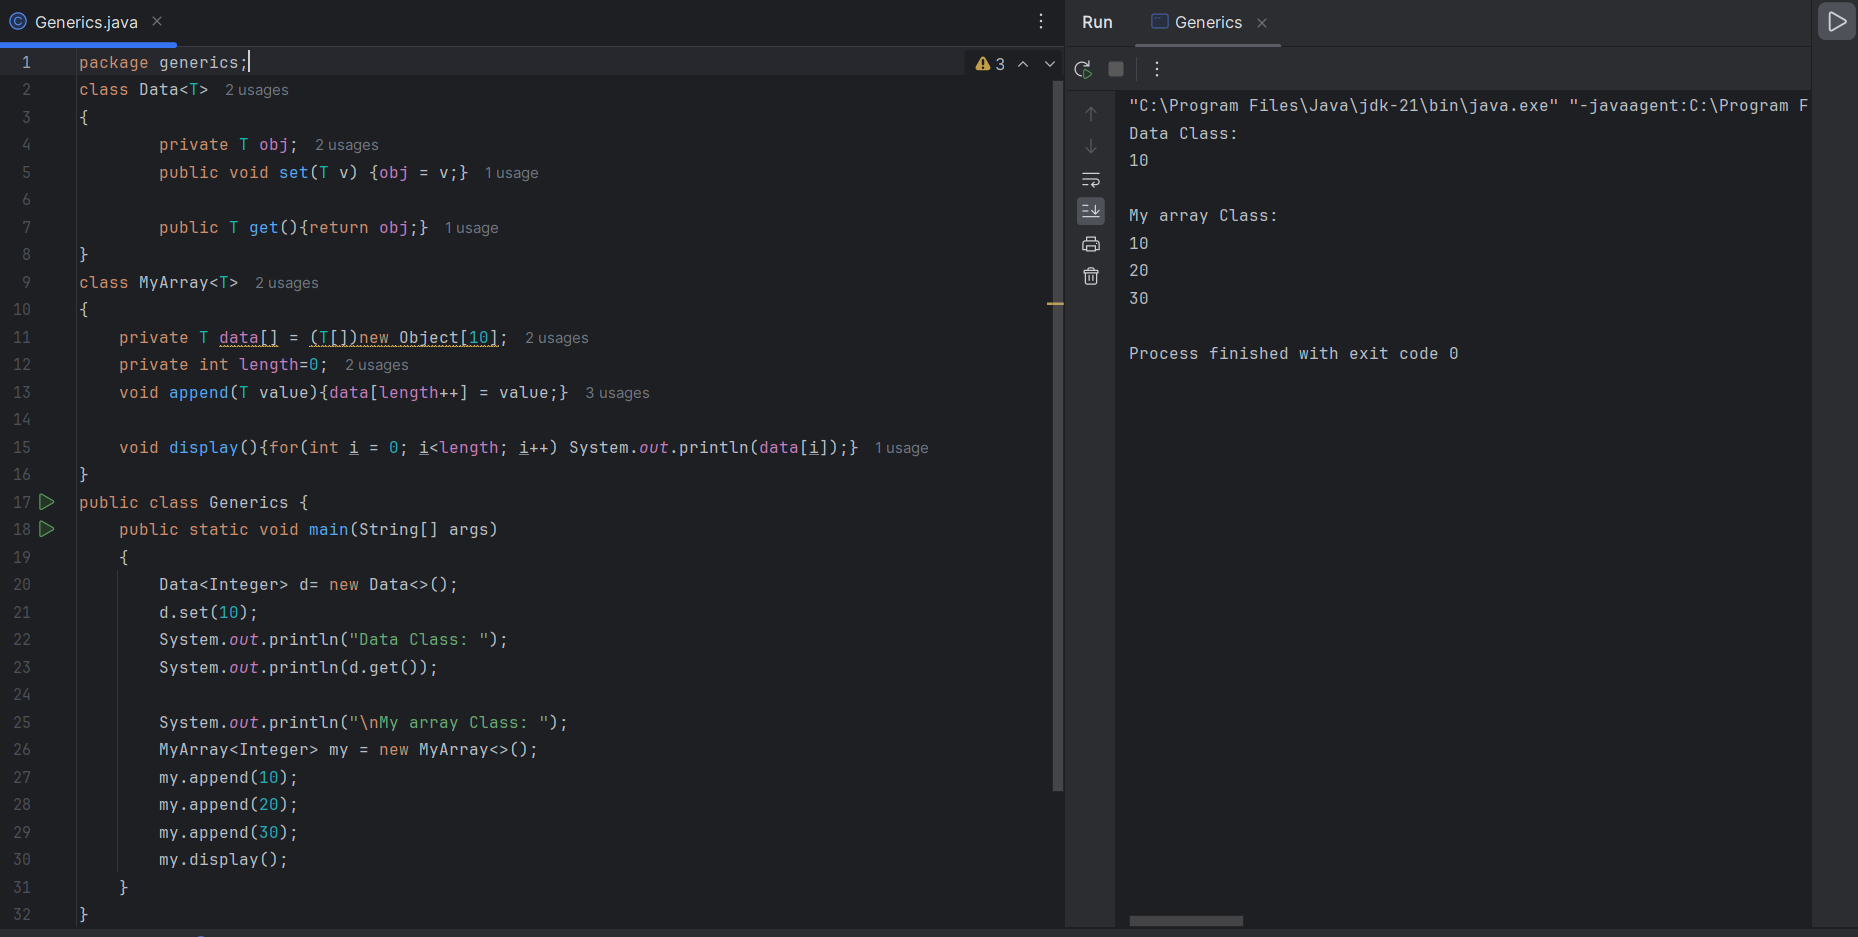 Generics.java
3
1 package generics;
2 class Data<T> 2 usages
3 {
4 private T obj; 2 usages
5 public void set(T v) {obj = v;} 1 usage
6
7 public T get(){return obj;} 1 usage
8 }
9 class MyArray<T> 2 usages
10 {
11 private T data[] = (T[])new Object[10]; 2 usages
12 private int length=0; 2 usages
13 void append(T value){data[length++] = value;} 3 usages
14
15 void display(){for(int i = 0; i<length; i++) System.out.println(data[i]);} 1 usage
16 }
17 public class Generics {
18 public static void main(String[] args)
19 {
20 Data<Integer> d= new Data<>();
21 d.set(10);
22 System.out.println("Data Class: ");
23 System.out.println(d.get());
24
25 System.out.println("\nMy array Class: ");
26 MyArray<Integer> my = new MyArray<>();
27 my.append(10);
28 my.append(20);
29 my.append(30);
30 my.display();
31 }
32 }
Run Generics
"C:\Program Files\Java\jdk-21\bin\java.exe" "-javaagent:C:\Program F
Data Class:
10
My array Class:
10
20
30
Process finished with exit code 0